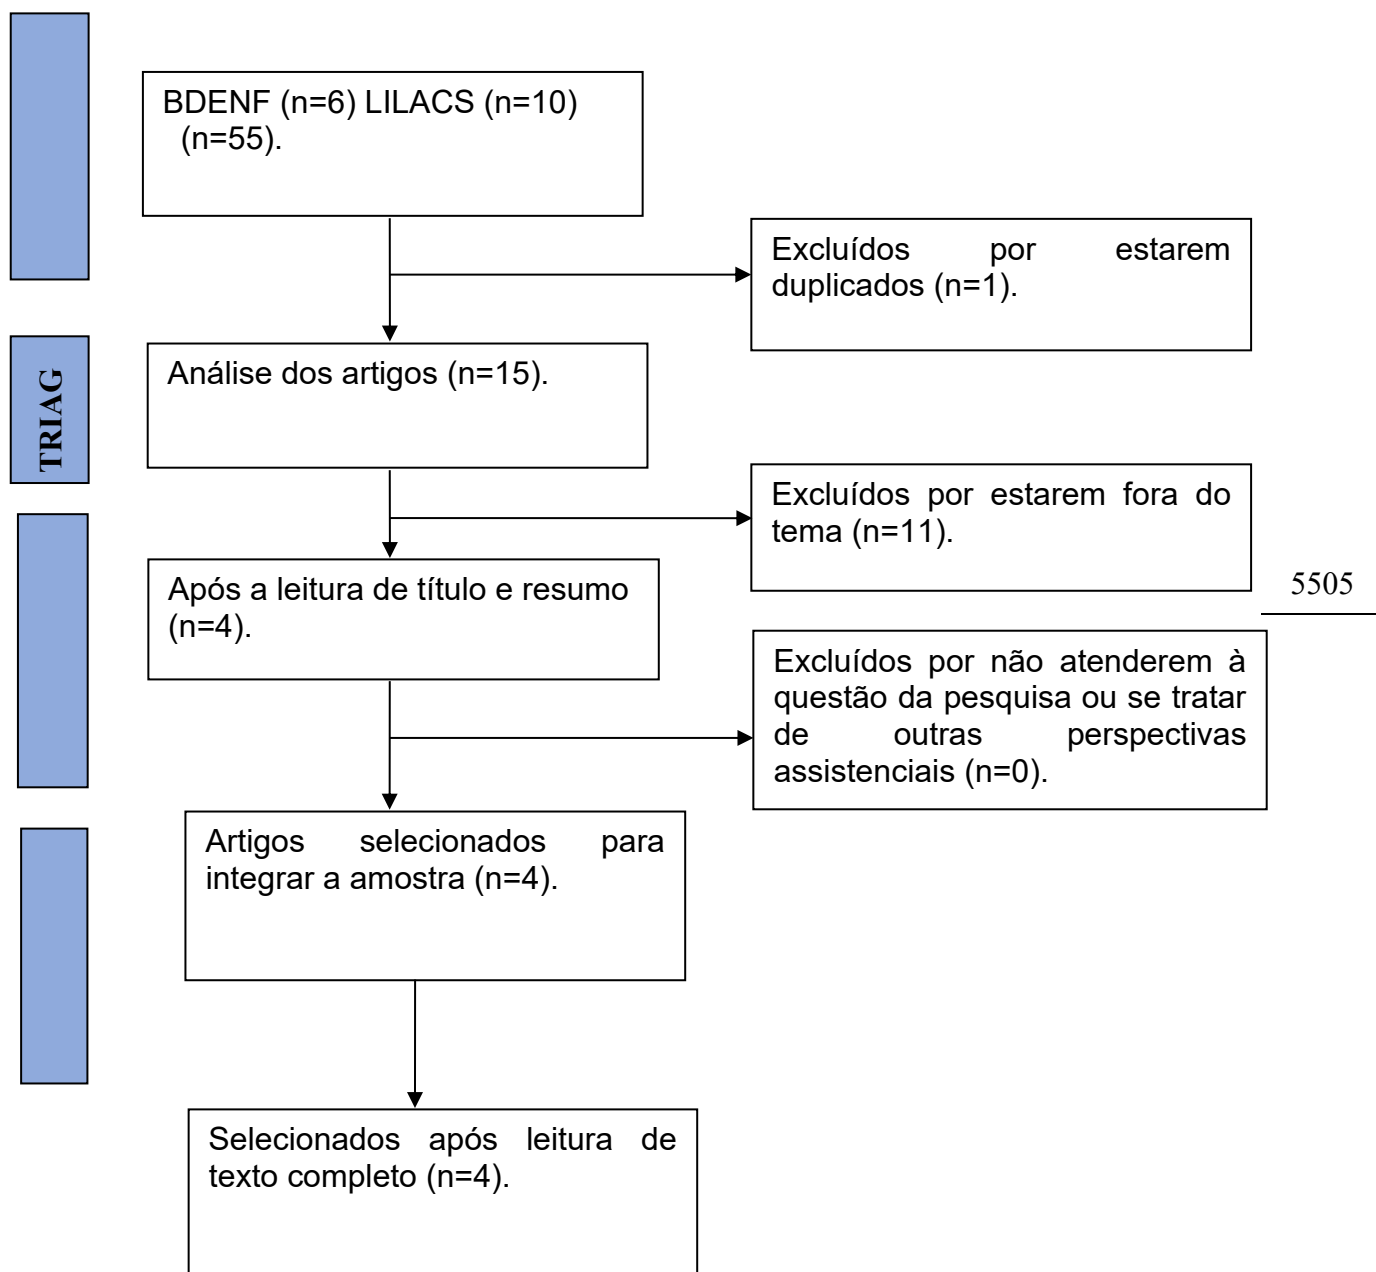 BDENF (n=6) LILACS (n=10)
(n=55).
Excluídos por estarem
duplicados (n=1).
TRIAG
Análise dos artigos (n=15).
Excluídos por estarem fora do
tema (n=11).
Após a leitura de título e resumo
(n=4).
5505
Excluídos por não atenderem à
questão da pesquisa ou se tratar
de outras perspectivas
assistenciais (n=0).
Artigos selecionados para
integrar a amostra (n=4).
Selecionados após leitura de
texto completo (n=4).